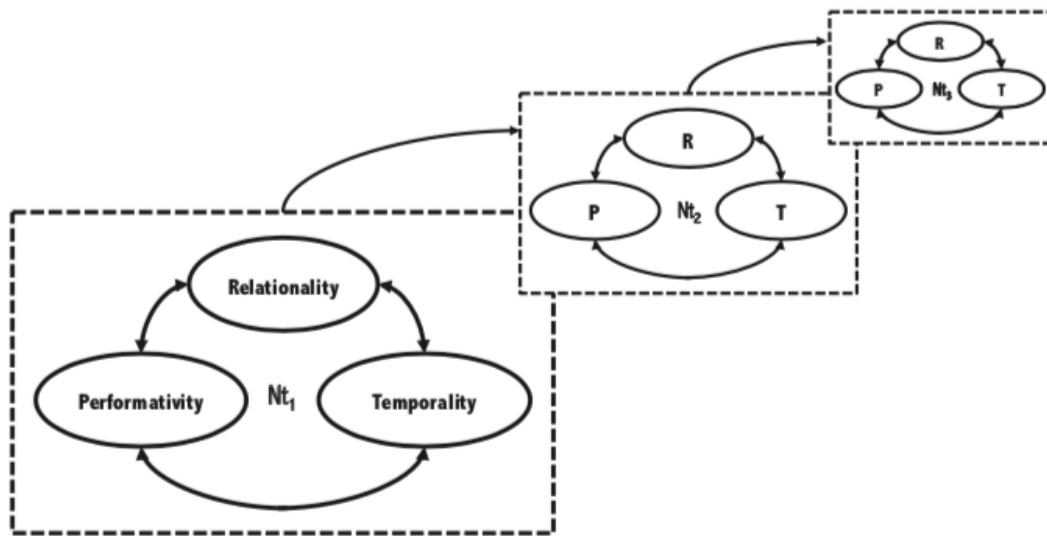 R
P
Nt₃
T
R
P
Nt₂
T
Relationality
Performativity
Nt₁
Temporality